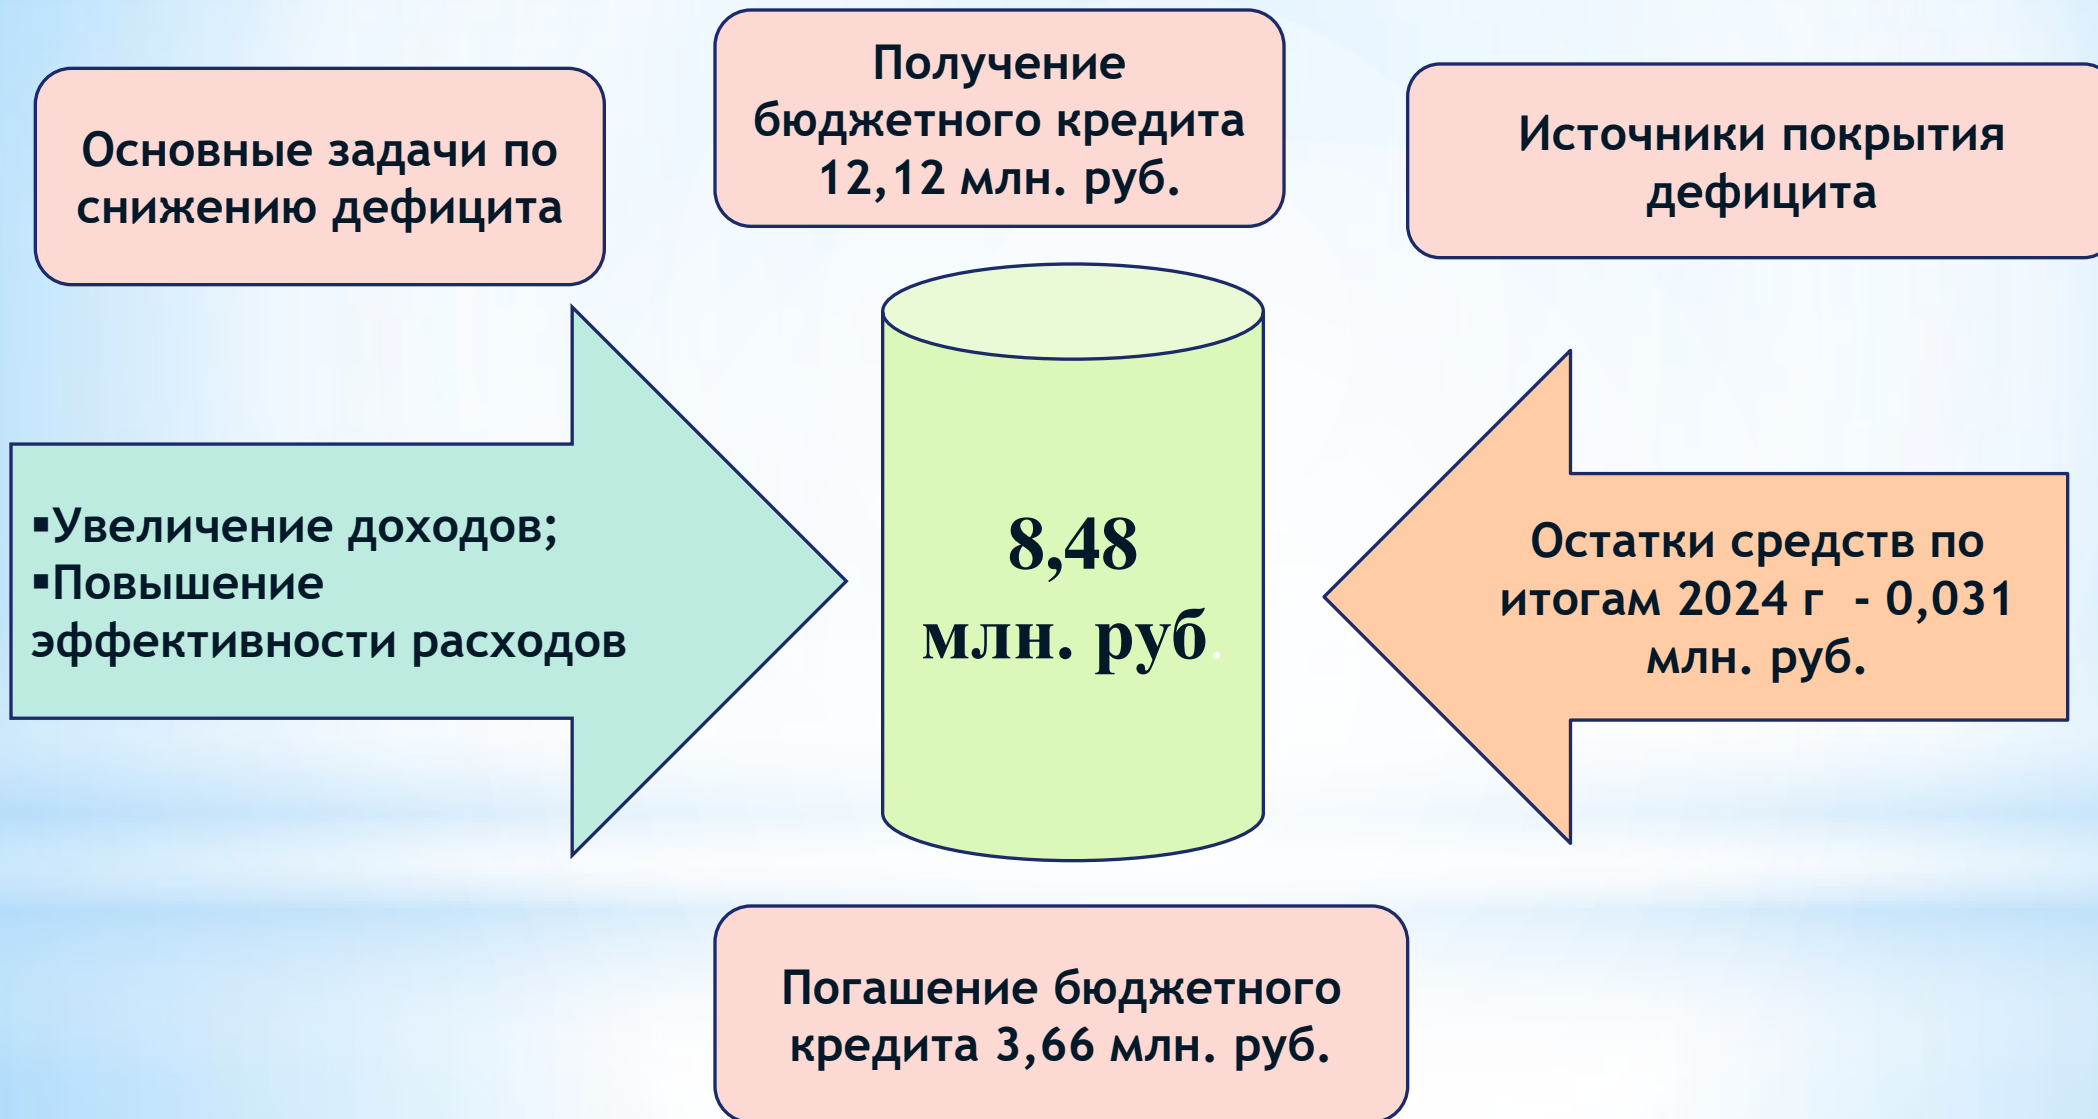 Получение
бюджетного кредита
12,12 млн. руб.
Основные задачи по
снижению дефицита
Источники покрытия
дефицита
▪Увеличение доходов;
▪Повышение
эффективности расходов
8,48
млн. руб.
Остатки средств по
итогам 2024 г - 0,031
млн. руб.
Погашение бюджетного
кредита 3,66 млн. руб.